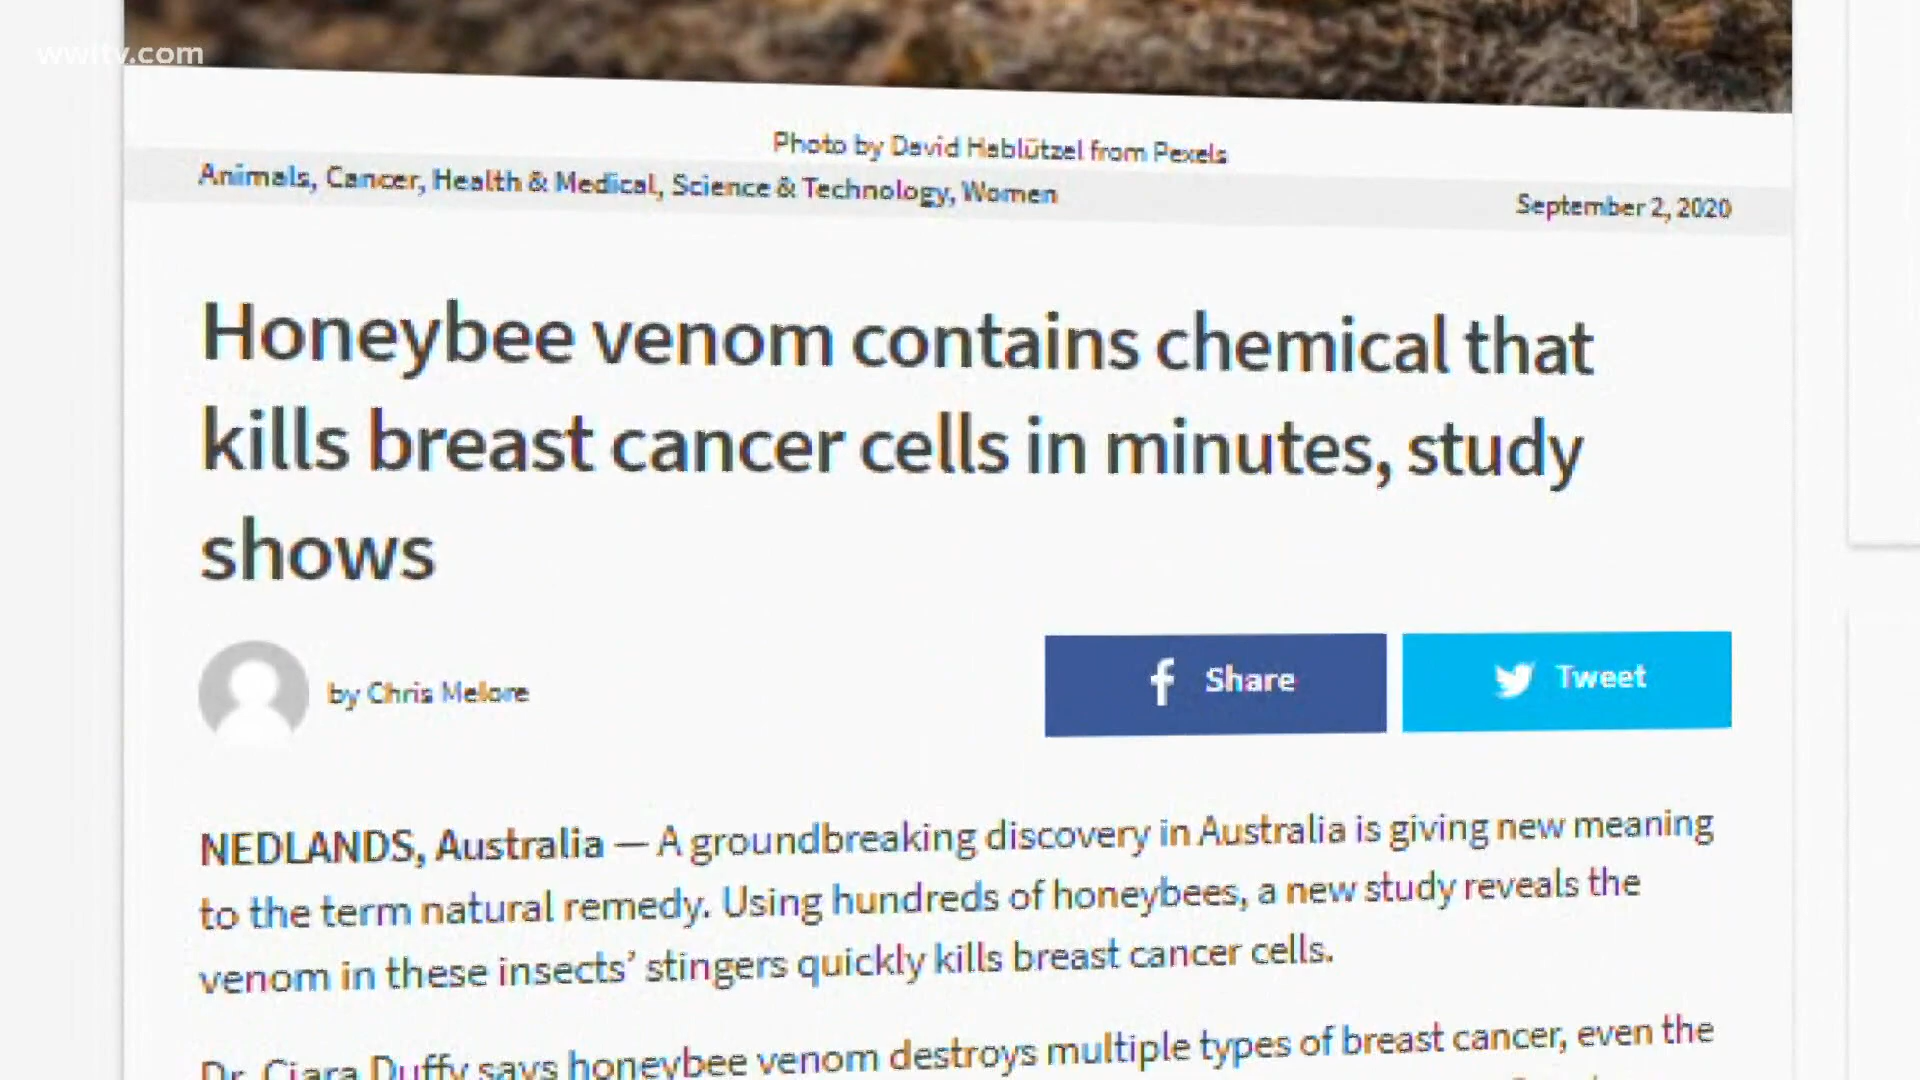 wwltv.com
Photo by David Hablützel from Pexels
Animals, Cancer, Health & Medical, Science & Technology, Women
September 2, 2020
Honeybee venom contains chemical that
kills breast cancer cells in minutes, study
shows
by Chris Melore
Share
Tweet
NEDLANDS, Australia — A groundbreaking discovery in Australia is giving new meaning
to the term natural remedy. Using hundreds of honeybees, a new study reveals the
venom in these insects’ stingers quickly kills breast cancer cells.
Dr. Ciara Duffy says honeybee venom destroys multiple types of breast cancer, even the